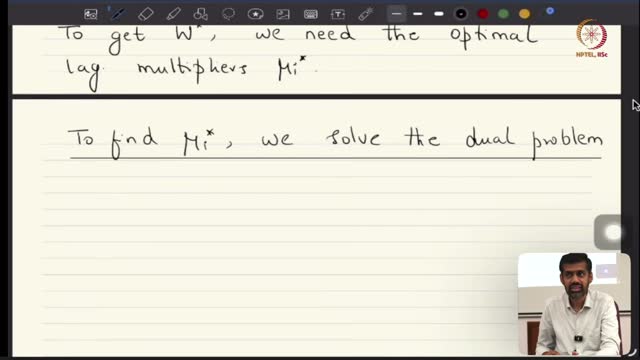 To get W*, we need the optimal
lag multipliers μi*.
To find μi*, we solve the dual problem
NPTEL, IISc